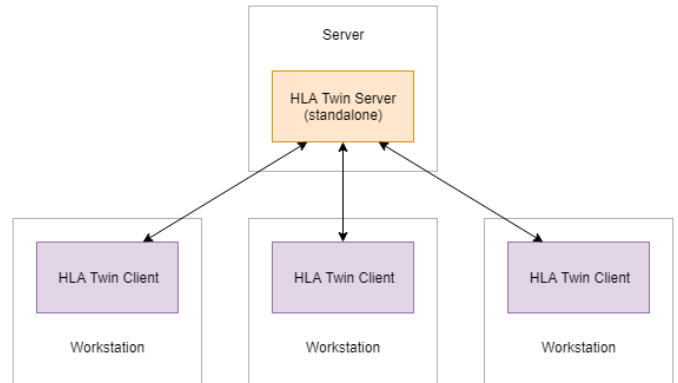 Server
HLA Twin Server
(standalone)
HLA Twin Client
HLA Twin Client
HLA Twin Client
Workstation
Workstation
Workstation